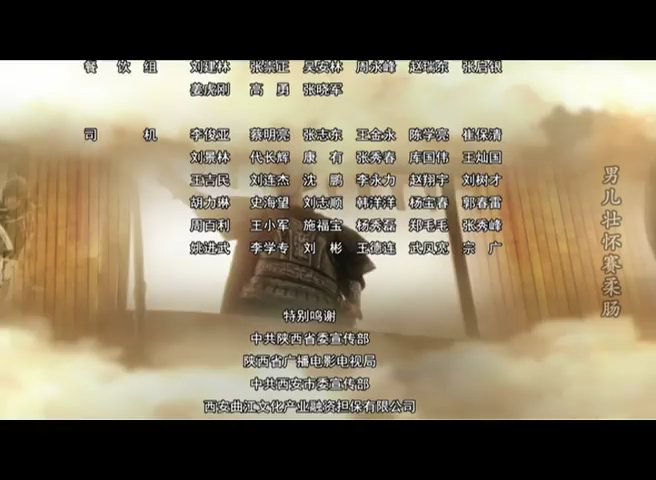 餐饮组 刘建林 张崇正 吴安林 周永峰 赵瑞东 张启银
姜虎刚 高勇 张晓军
司机 李俊亚 蔡明亮 张志东 王金永 陈学亮 崔保清
刘景林 代长辉 康有 张秀春 库国伟 王灿国
王吉民 刘连杰 沈鹏 李永力 赵翔宇 刘树才
胡力琳 史海望 刘志顺 韩洋洋 杨宝春 郭春雷
周百利 王小军 施福宝 杨秀磊 郑毛毛 张秀峰
姚进武 李学专 刘彬 王德连 武凤宽 宗广
男儿壮怀赛柔肠
特别鸣谢
中共陕西省委宣传部
陕西省广播电影电视局
中共西安市委宣传部
西安曲江文化产业融资担保有限公司